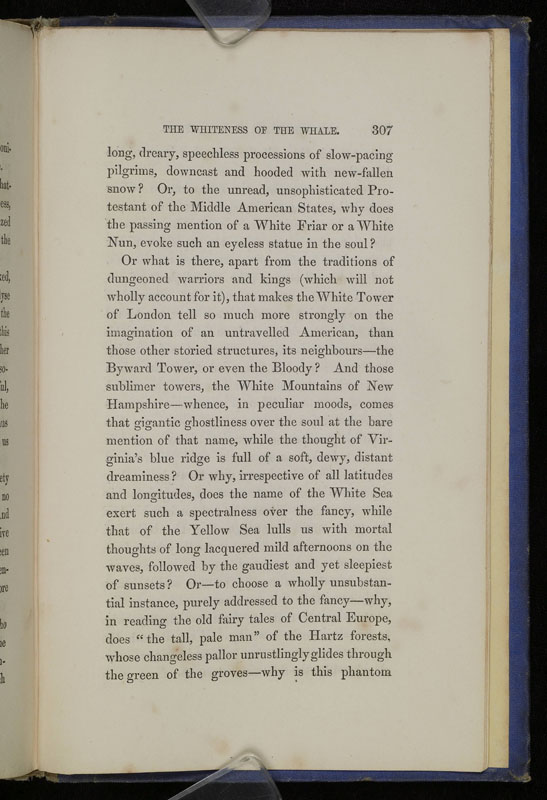 THE WHITENESS OF THE WHALE. 307
long, dreary, speechless processions of slow-pacing
pilgrims, downcast and hooded with new-fallen
snow? Or, to the unread, unsophisticated Pro-
testant of the Middle American States, why does
the passing mention of a White Friar or a White
Nun, evoke such an eyeless statue in the soul?
Or what is there, apart from the traditions of
dungeoned warriors and kings (which will not
wholly account for it), that makes the White Tower
of London tell so much more strongly on the
imagination of an untravelled American, than
those other storied structures, its neighbours—the
Byward Tower, or even the Bloody? And those
sublimer towers, the White Mountains of New
Hampshire—whence, in peculiar moods, comes
that gigantic ghostliness over the soul at the bare
mention of that name, while the thought of Vir-
ginia's blue ridge is full of a soft, dewy, distant
dreaminess? Or why, irrespective of all latitudes
and longitudes, does the name of the White Sea
exert such a spectralness over the fancy, while
that of the Yellow Sea lulls us with mortal
thoughts of long lacquered mild afternoons on the
waves, followed by the gaudiest and yet sleepiest
of sunsets? Or—to choose a wholly unsubstan-
tial instance, purely addressed to the fancy—why,
in reading the old fairy tales of Central Europe,
does "the tall, pale man" of the Hartz forests,
whose changeless pallor unrustlingly glides through
the green of the groves—why is this phantom